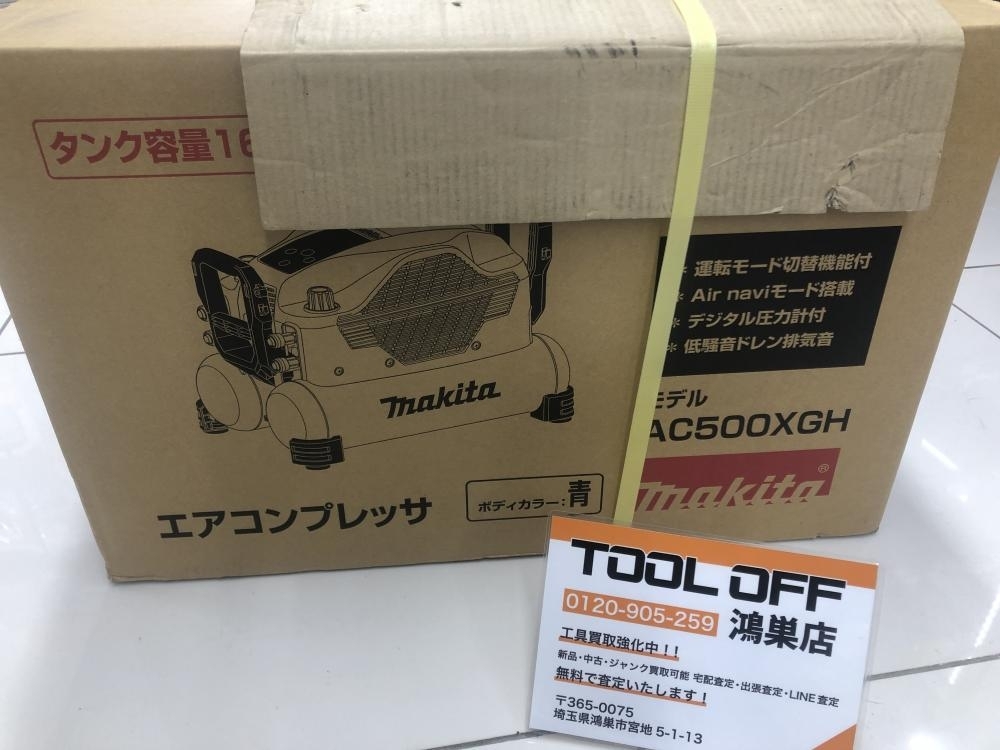 タンク容量16
* 運転モード切替機能付
* Air naviモード搭載
* デジタル圧力計付
* 低騒音ドレン排気音
makita
モデル
AC500XGH
makita®
エアコンプレッサ
ボディカラー:青
TOOL OFF
0120-905-259 鴻巣店
工具買取強化中!!
新品・中古・ジャンク買取可能 宅配査定・出張査定・LINE査定
無料で査定いたします!
〒365-0075
埼玉県鴻巣市宮地 5-1-13